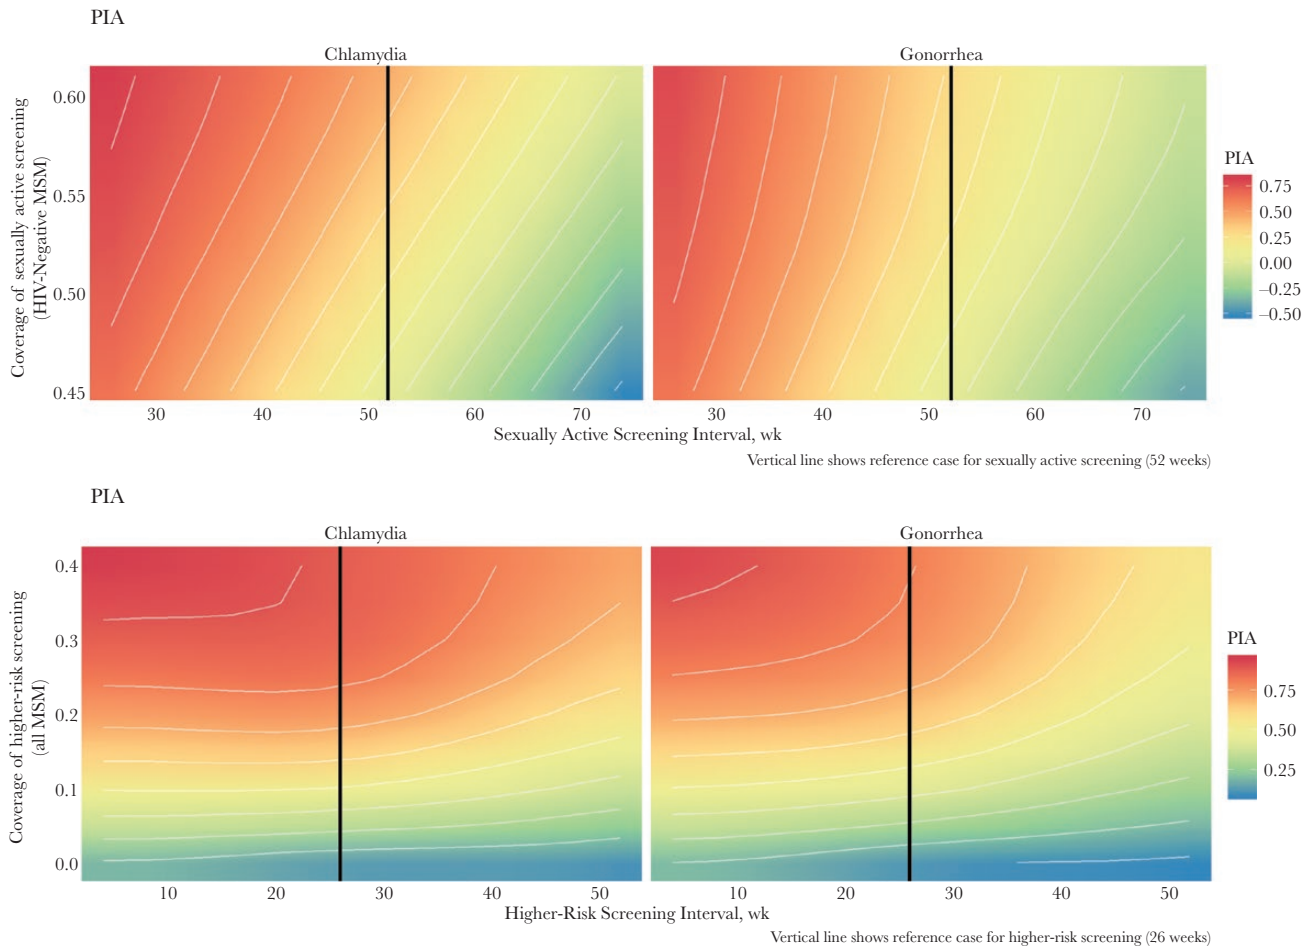 PIA
Chlamydia
Gonorrhea
Coverage of sexually active screening
(HIV-Negative MSM)
0.60
0.55
0.50
0.45
30 40 50 60 70
30 40 50 60 70
Sexually Active Screening Interval, wk
Vertical line shows reference case for sexually active screening (52 weeks)
PIA
0.75
0.50
0.25
0.00
−0.25
−0.50
PIA
Chlamydia
Gonorrhea
Coverage of higher-risk screening
(all MSM)
0.4
0.3
0.2
0.1
0.0
10 20 30 40 50
10 20 30 40 50
Higher-Risk Screening Interval, wk
Vertical line shows reference case for higher-risk screening (26 weeks)
PIA
0.75
0.50
0.25